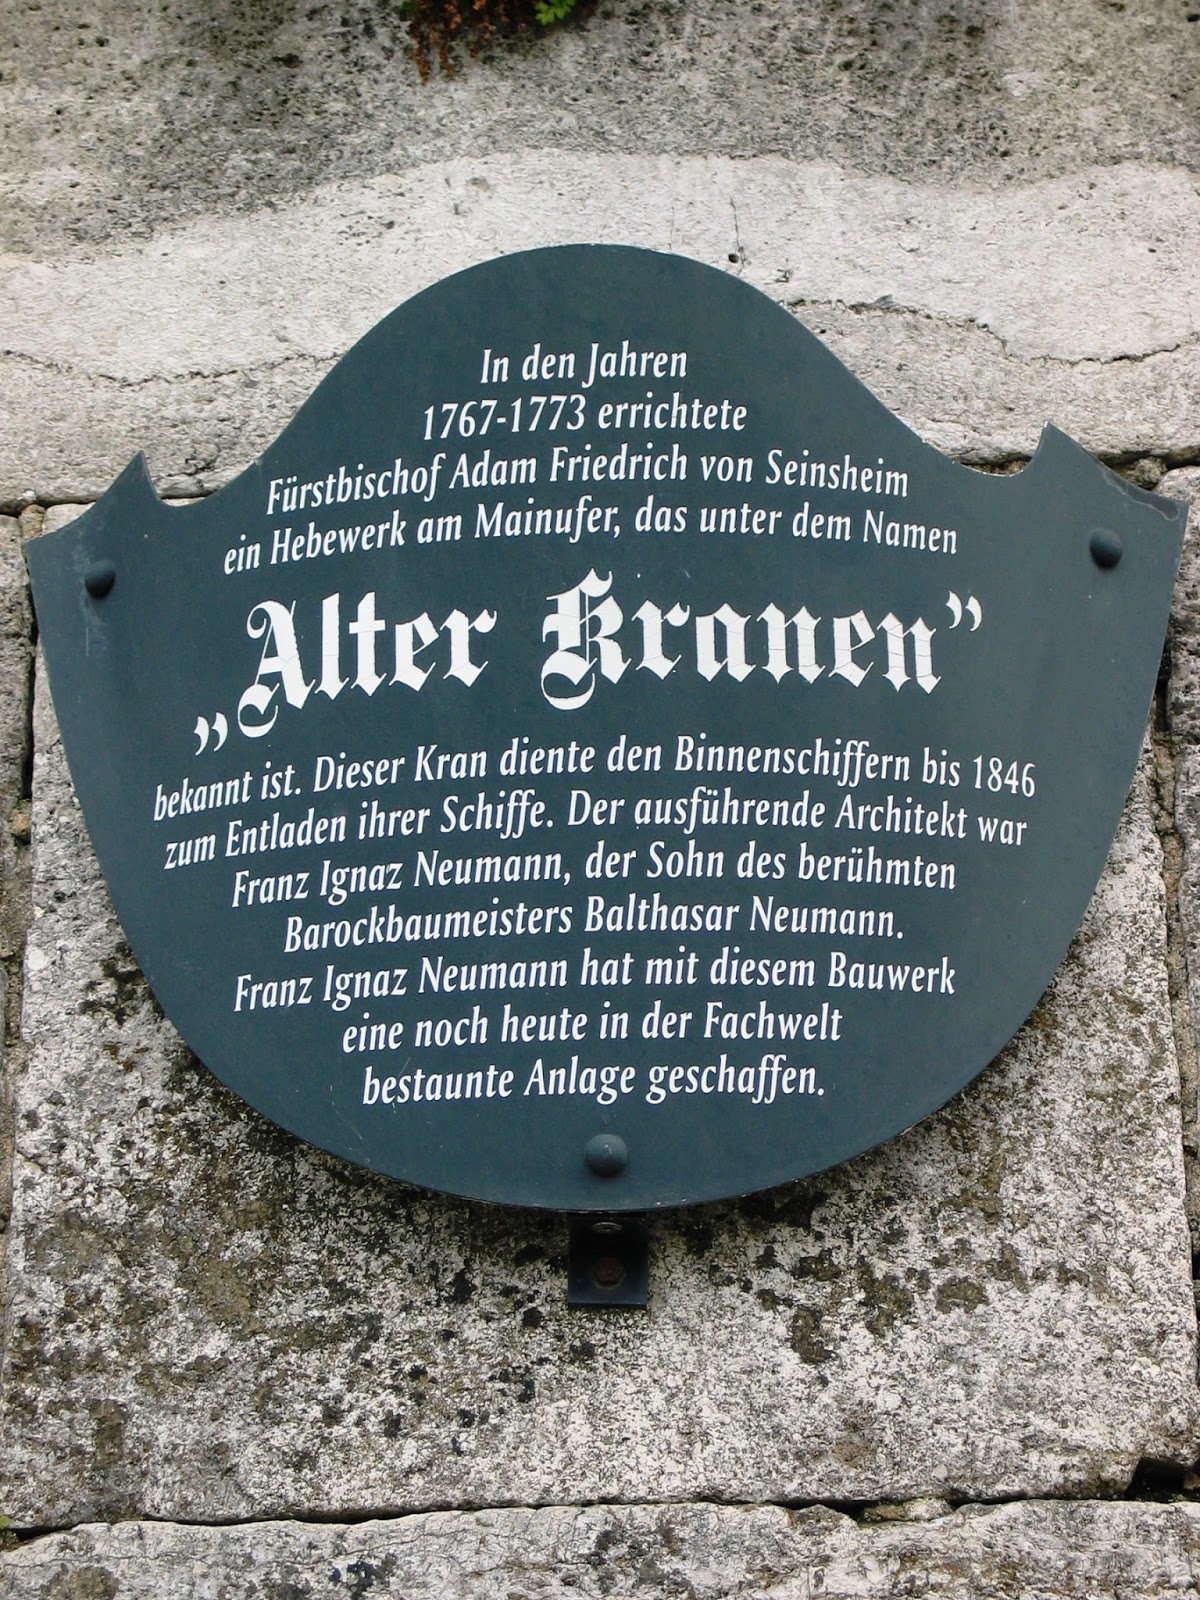 In den Jahren
1767-1773 errichtete
Fürstbischof Adam Friedrich von Seinsheim
ein Hebewerk am Mainufer, das unter dem Namen
„Alter Kranen”
bekannt ist. Dieser Kran diente den Binnenschiffern bis 1846
zum Entladen ihrer Schiffe. Der ausführende Architekt war
Franz Ignaz Neumann, der Sohn des berühmten
Barockbaumeisters Balthasar Neumann.
Franz Ignaz Neumann hat mit diesem Bauwerk
eine noch heute in der Fachwelt
bestaunte Anlage geschaffen.